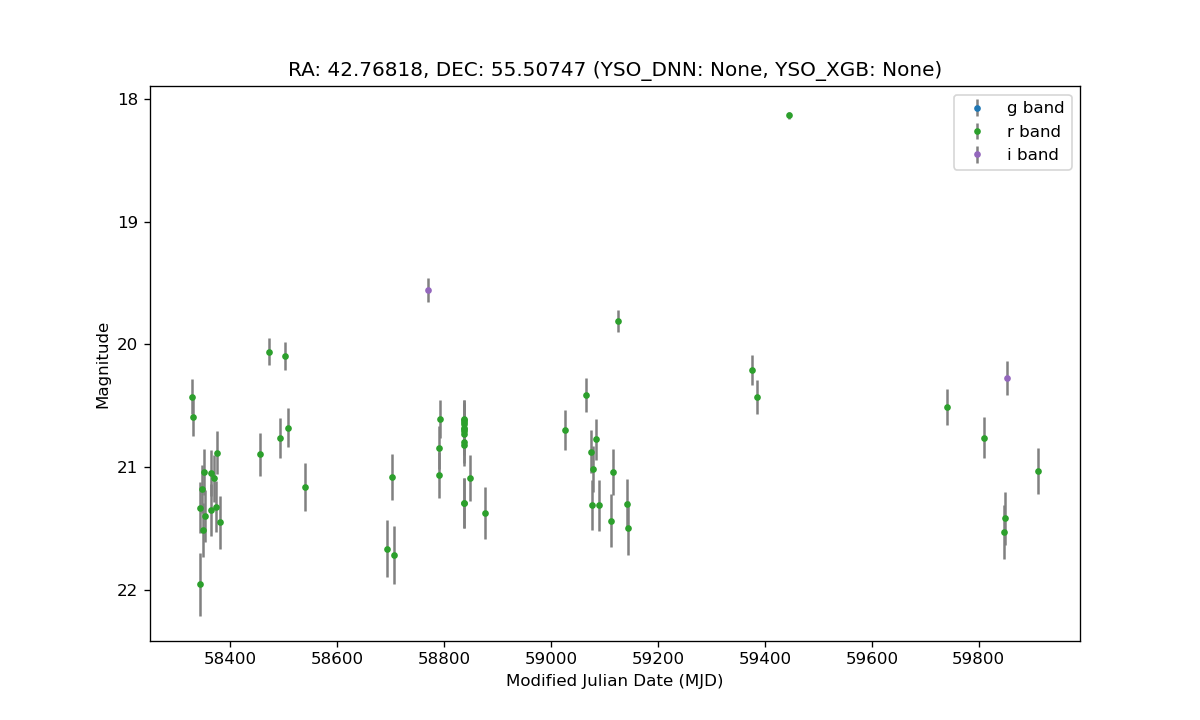 RA: 42.76818, DEC: 55.50747 (YSO_DNN: None, YSO_XGB: None)
g band
r band
i band
18
19
20
21
22
Magnitude
58400 58600 58800 59000 59200 59400 59600 59800
Modified Julian Date (MJD)